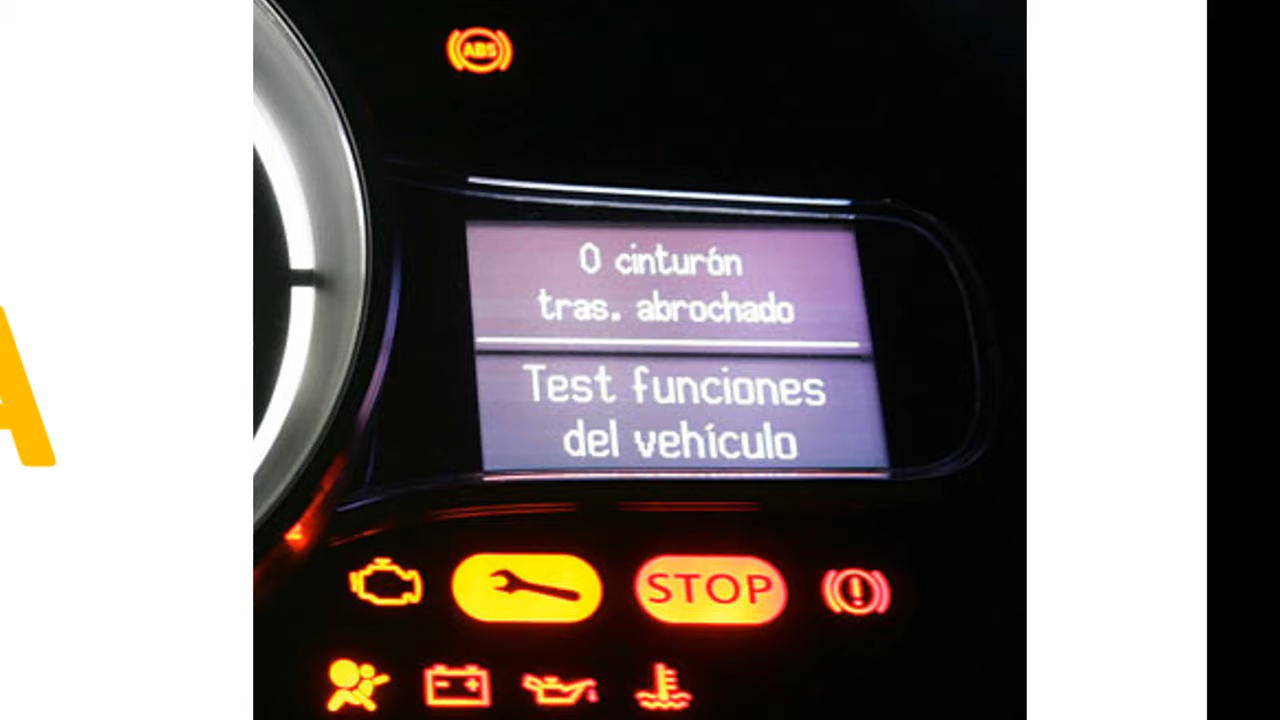 ABS
0 cinturón
tras. abrochado
Test funciones
del vehículo
STOP
A